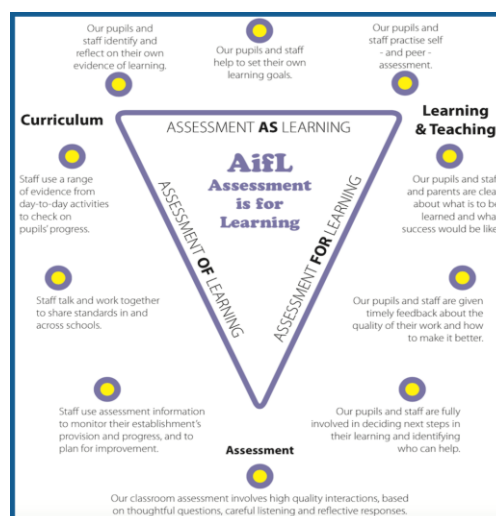 Our pupils and
staff identify and
reflect on their own
evidence of learning.
Our pupils and staff
help to set their own
learning goals.
Our pupils and
staff practise self
- and peer -
assessment.
Curriculum
Learning
& Teaching
ASSESSMENT AS LEARNING
AifL
Assessment
is for
Learning
ASSESSMENT OF LEARNING
ASSESSMENT FOR LEARNING
Staff use a range
of evidence from
day-to-day activities
to check on
pupils' progress.
Our pupils and staff
and parents are clear
about what is to be
learned and what
success would be like.
Staff talk and work together
to share standards in and
across schools.
Our pupils and staff are given
timely feedback about the
quality of their work and how
to make it better.
Staff use assessment information
to monitor their establishment's
provision and progress, and to
plan for improvement.
Our pupils and staff are fully
involved in deciding next steps in
their learning and identifying
who can help.
Assessment
Our classroom assessment involves high quality interactions, based
on thoughtful questions, careful listening and reflective responses.